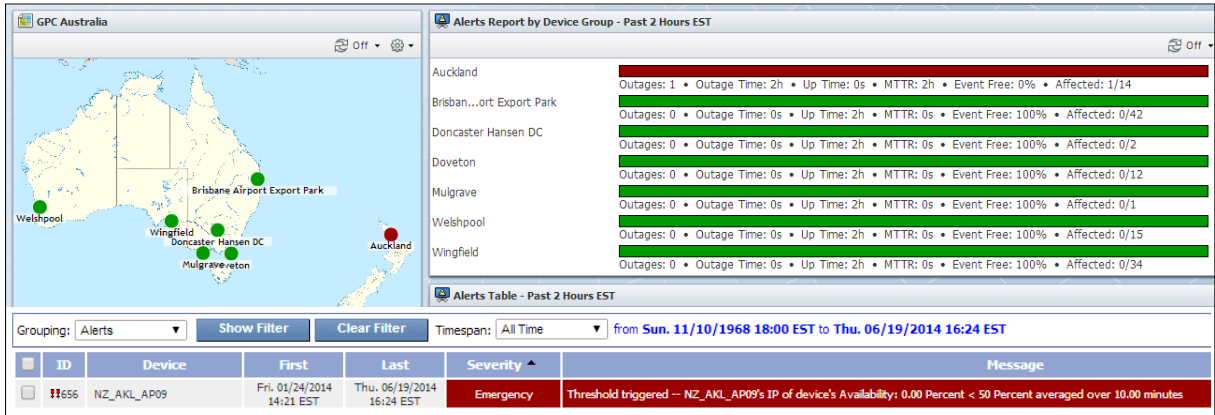 GPC Australia
Off
Brisbane Airport Export Park
Welshpool
Wingfield
Doncaster Hansen DC
Auckland
Mulgrave
veton
Alerts Report by Device Group - Past 2 Hours EST
Off
Auckland
Outages: 1 • Outage Time: 2h • Up Time: 0s • MTTR: 2h • Event Free: 0% • Affected: 1/14
Brisban...ort Export Park
Outages: 0 • Outage Time: 0s • Up Time: 2h • MTTR: 0s • Event Free: 100% • Affected: 0/42
Doncaster Hansen DC
Outages: 0 • Outage Time: 0s • Up Time: 2h • MTTR: 0s • Event Free: 100% • Affected: 0/2
Doveton
Outages: 0 • Outage Time: 0s • Up Time: 2h • MTTR: 0s • Event Free: 100% • Affected: 0/12
Mulgrave
Outages: 0 • Outage Time: 0s • Up Time: 2h • MTTR: 0s • Event Free: 100% • Affected: 0/1
Welshpool
Outages: 0 • Outage Time: 0s • Up Time: 2h • MTTR: 0s • Event Free: 100% • Affected: 0/15
Wingfield
Outages: 0 • Outage Time: 0s • Up Time: 2h • MTTR: 0s • Event Free: 100% • Affected: 0/34
Alerts Table - Past 2 Hours EST
Grouping: Alerts Show Filter Clear Filter Timespan: All Time from Sun. 11/10/1968 18:00 EST to Thu. 06/19/2014 16:24 EST
ID Device First Last Severity Message
!!656 NZ_AKL_AP09 Fri. 01/24/2014 Thu. 06/19/2014 Emergency Threshold triggered -- NZ_AKL_AP09's IP of device's Availability: 0.00 Percent < 50 Percent averaged over 10.00 minutes
14:21 EST 16:24 EST